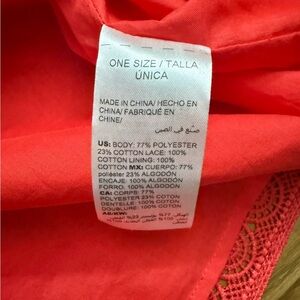 ONE SIZE / TALLA
ÚNICA
MADE IN CHINA/ HECHO EN
CHINA/ FABRIQUÉ EN
CHINE/
صنع في الصين
US: BODY: 77% POLYESTER
23% COTTON LACE: 100%
COTTON LINING: 100%
COTTON MX: CUERPO: 77%
poliéster 23% ALGODÓN
ENCAJE: 100% ALGODÓN
FORRO: 100% ALGODÓN
CA: CORPS: 77%
POLYESTER 23% COTON
DENTELLE: 100% COTON
DOUBLURE: 100% COTON
AE/KW: